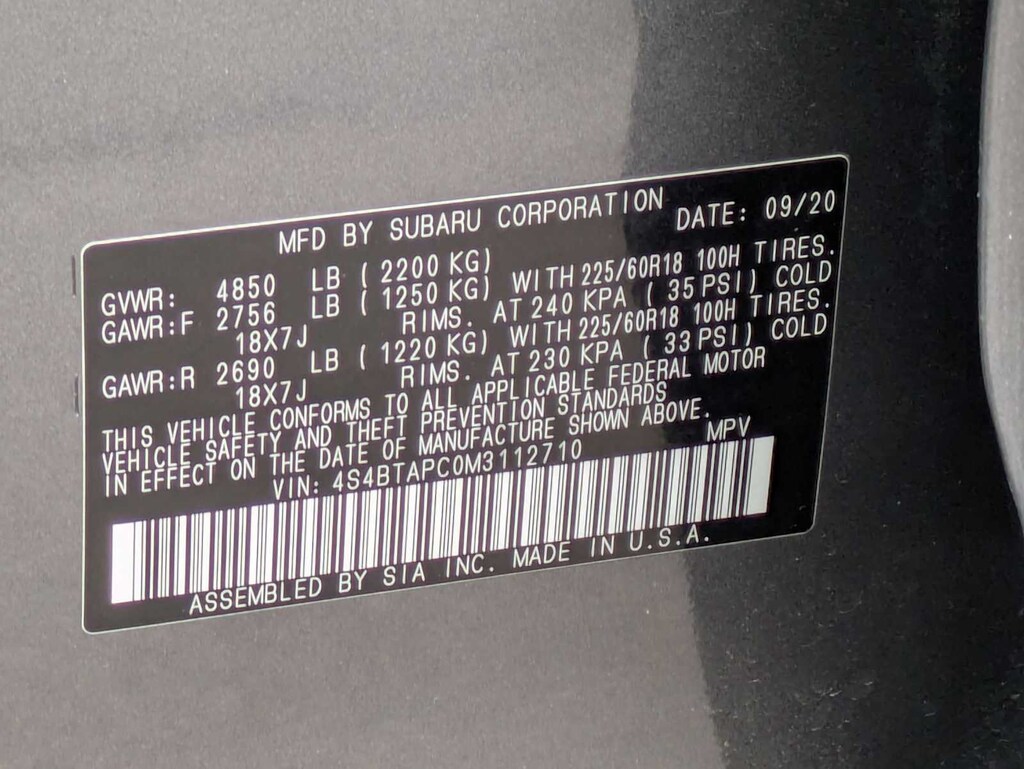 MFD BY SUBARU CORPORATION DATE: 09/20
GVWR: 4850 LB ( 2200 KG)
GAWR:F 2756 LB ( 1250 KG) WITH 225/60R18 100H TIRES.
18X7J RIMS. AT 240 KPA ( 35 PSI) COLD
GAWR:R 2690 LB ( 1220 KG) WITH 225/60R18 100H TIRES.
18X7J RIMS. AT 230 KPA ( 33 PSI) COLD
THIS VEHICLE CONFORMS TO ALL APPLICABLE FEDERAL MOTOR
VEHICLE SAFETY AND THEFT PREVENTION STANDARDS
IN EFFECT ON THE DATE OF MANUFACTURE SHOWN ABOVE.
VIN: 4S4BTAPC0M3112710 MPV
ASSEMBLED BY SIA INC. MADE IN U.S.A.